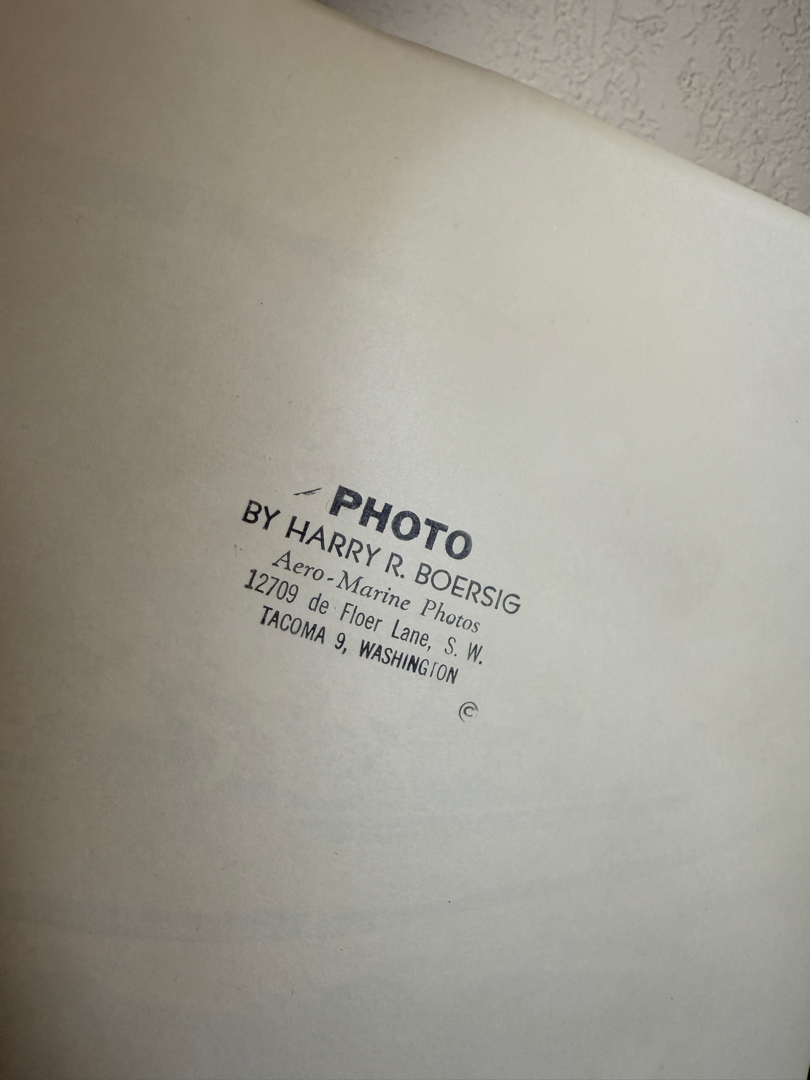 PHOTO
BY HARRY R. BOERSIG
Aero-Marine Photos
12709 de Floer Lane, S. W.
TACOMA 9, WASHINGTON
©